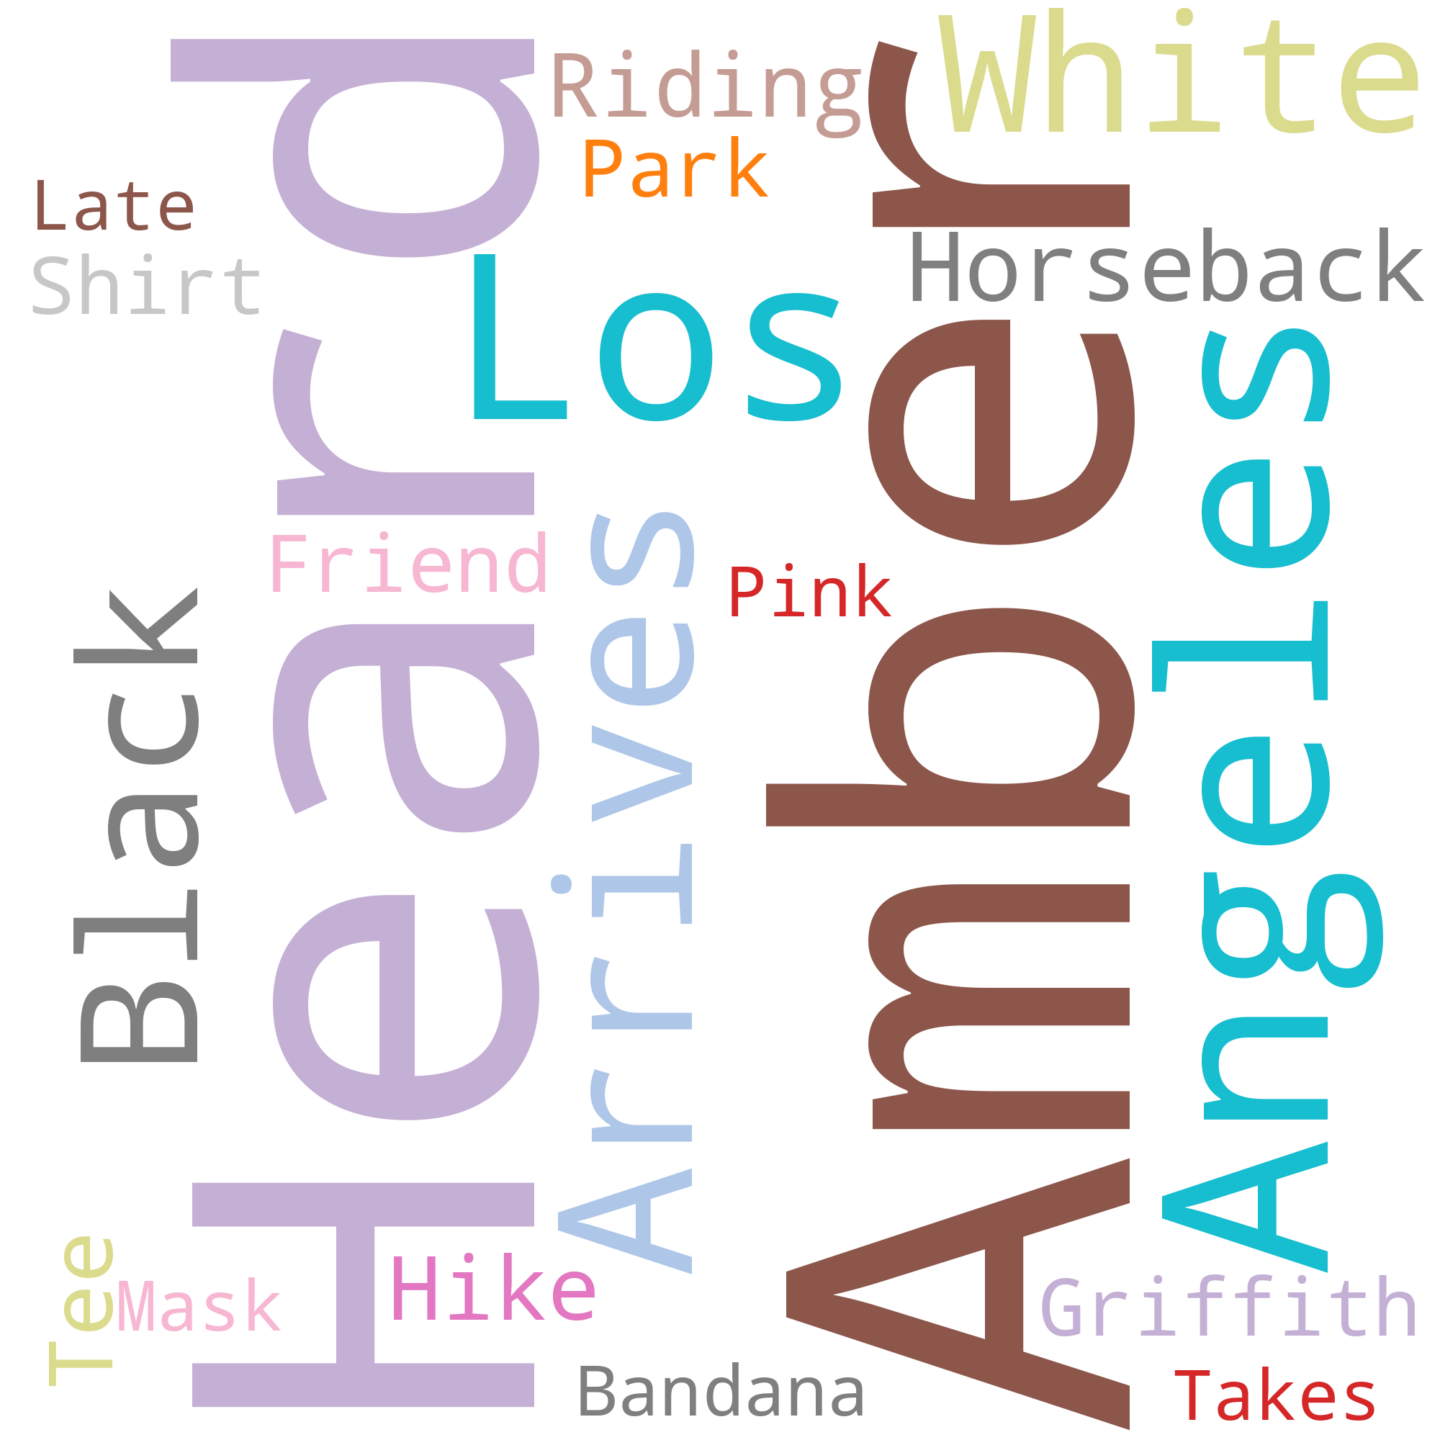 Riding
White
Park
Late
Shirt
Horseback
Los
Heard
Amber
Angeles
Arrives
Friend
Pink
Black
Tee
Mask
Hike
Griffith
Bandana
Takes